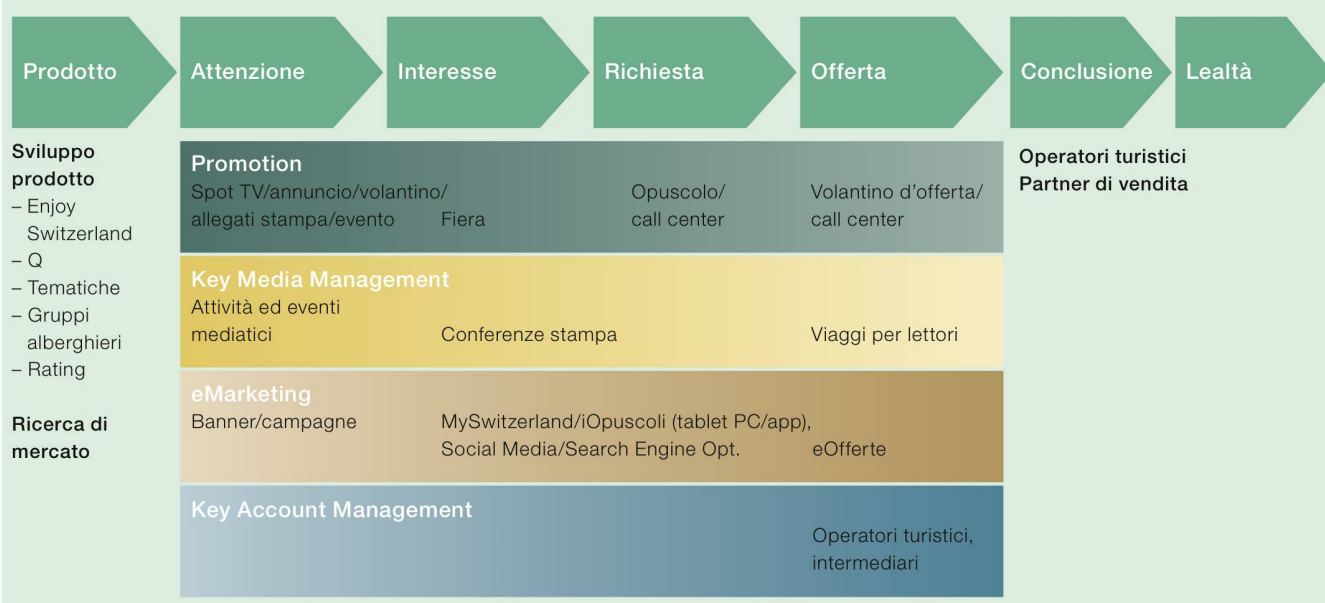 Prodotto
Attenzione
Interesse
Richiesta
Offerta
Conclusione
Lealtà
Sviluppo
prodotto
– Enjoy
Switzerland
– Q
– Tematiche
– Gruppi
alberghieri
– Rating
Ricerca di
mercato
Promotion
Spot TV/annuncio/volantino/
allegati stampa/evento
Fiera
Opuscolo/
call center
Volantino d’offerta/
call center
Key Media Management
Attività ed eventi
mediatici
Conferenze stampa
Viaggi per lettori
eMarketing
Banner/campagne
MySwitzerland/iOpuscoli (tablet PC/app),
Social Media/Search Engine Opt.
eOfferte
Key Account Management
Operatori turistici,
intermediari
Operatori turistici
Partner di vendita